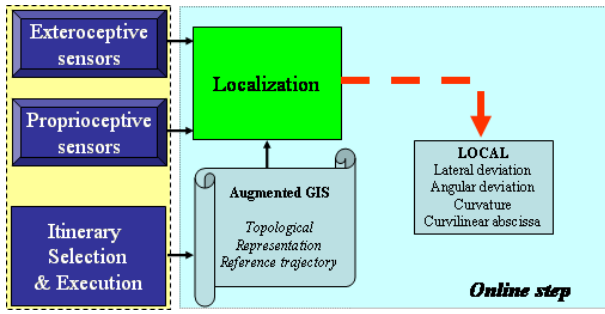 Exteroceptive
sensors
Proprioceptive
sensors
Itinerary
Selection
& Execution
Localization
Augmented GIS
Topological
Representation
Reference trajectory
LOCAL
Lateral deviation
Angular deviation
Curvature
Curvilinear abscissa
Online step